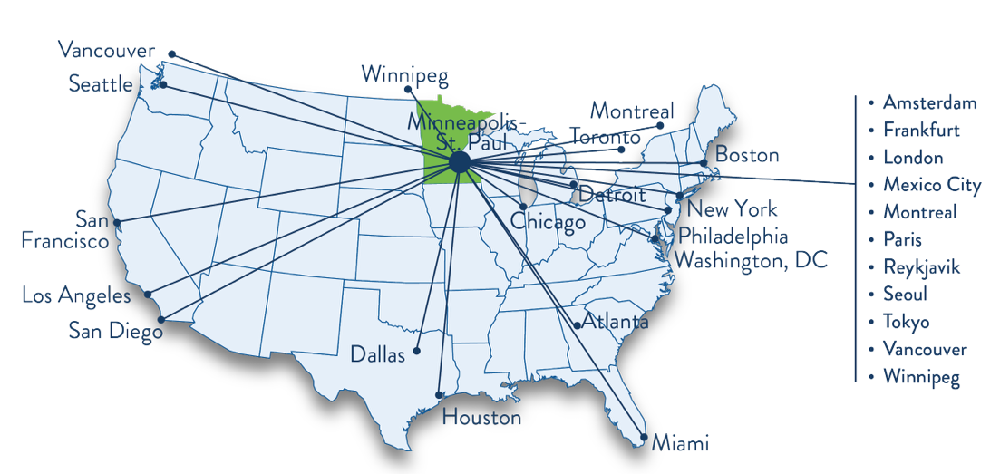 Vancouver
Seattle
Winnipeg
Minneapolis-
St. Paul
Montreal
Toronto
Boston
Detroit
New York
Chicago
Philadelphia
Washington, DC
San
Francisco
Los Angeles
San Diego
Dallas
Atlanta
Houston
Miami
• Amsterdam
• Frankfurt
• London
• Mexico City
• Montreal
• Paris
• Reykjavik
• Seoul
• Tokyo
• Vancouver
• Winnipeg